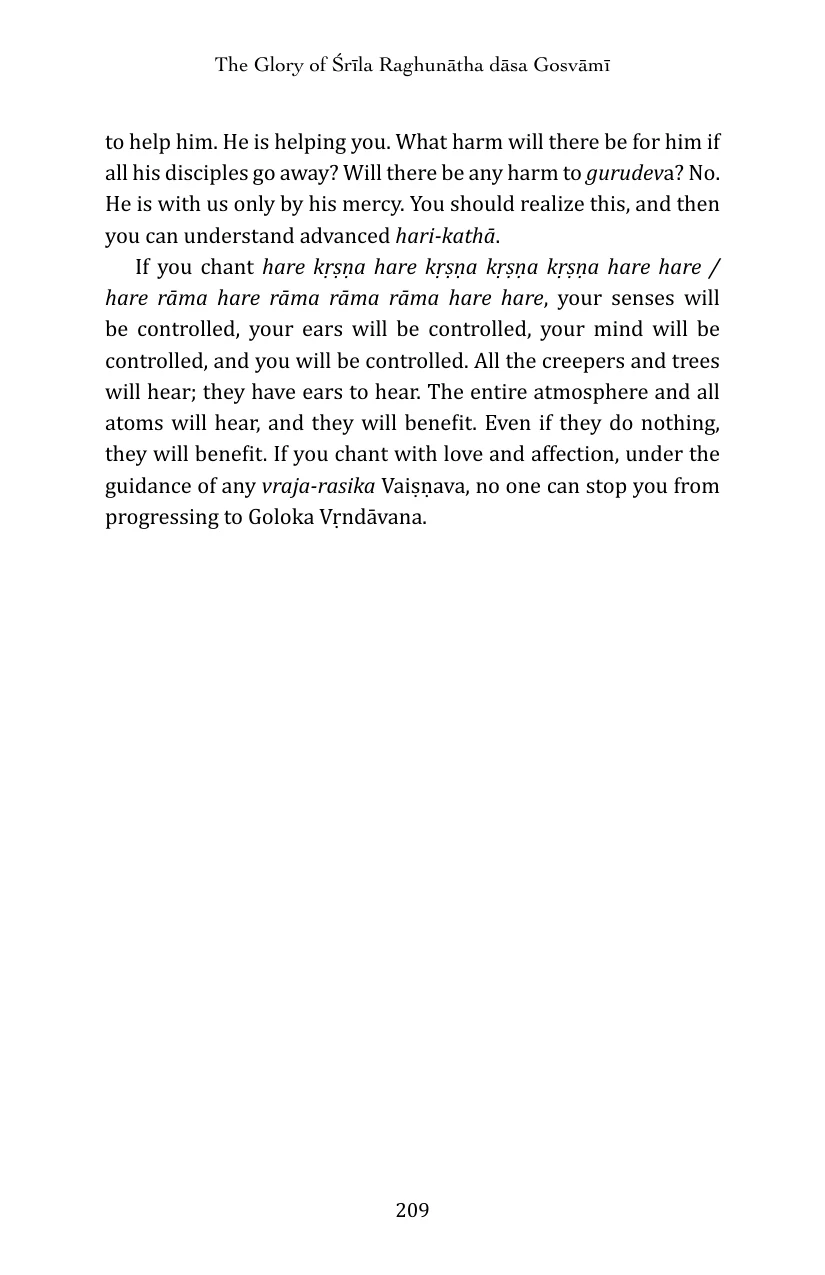 The Glory of Śrīla Raghunātha dāsa Gosvāmī
to help him. He is helping you. What harm will there be for him if
all his disciples go away? Will there be any harm to gurudeva? No.
He is with us only by his mercy. You should realize this, and then
you can understand advanced hari-kathā.
If you chant hare kṛṣṇa hare kṛṣṇa kṛṣṇa kṛṣṇa hare hare /
hare rāma hare rāma rāma rāma hare hare, your senses will
be controlled, your ears will be controlled, your mind will be
controlled, and you will be controlled. All the creepers and trees
will hear; they have ears to hear. The entire atmosphere and all
atoms will hear, and they will benefit. Even if they do nothing,
they will benefit. If you chant with love and affection, under the
guidance of any vraja-rasika Vaiṣṇava, no one can stop you from
progressing to Goloka Vṛndāvana.
209